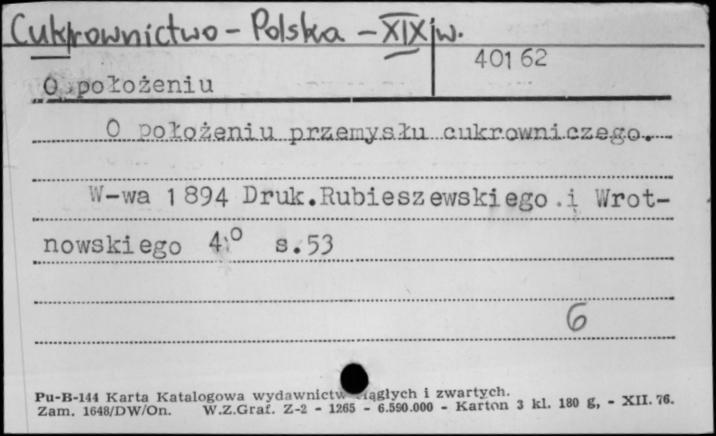 Cukrownictwo - Polska - XIX w.
40162
O położeniu
O położeniu przemysłu cukrowniczego.
W-wa 1894 Druk.Rubieszewskiego i Wrot-
nowskiego 4° s.53
6
Pu-B-144 Karta Katalogowa wydawnictw ciągłych i zwartych.
Zam. 1648/DW/On. W.Z.Graf. Z-2 - 1265 - 6.590.000 - Karton 3 kl. 180 g, - XII. 76.